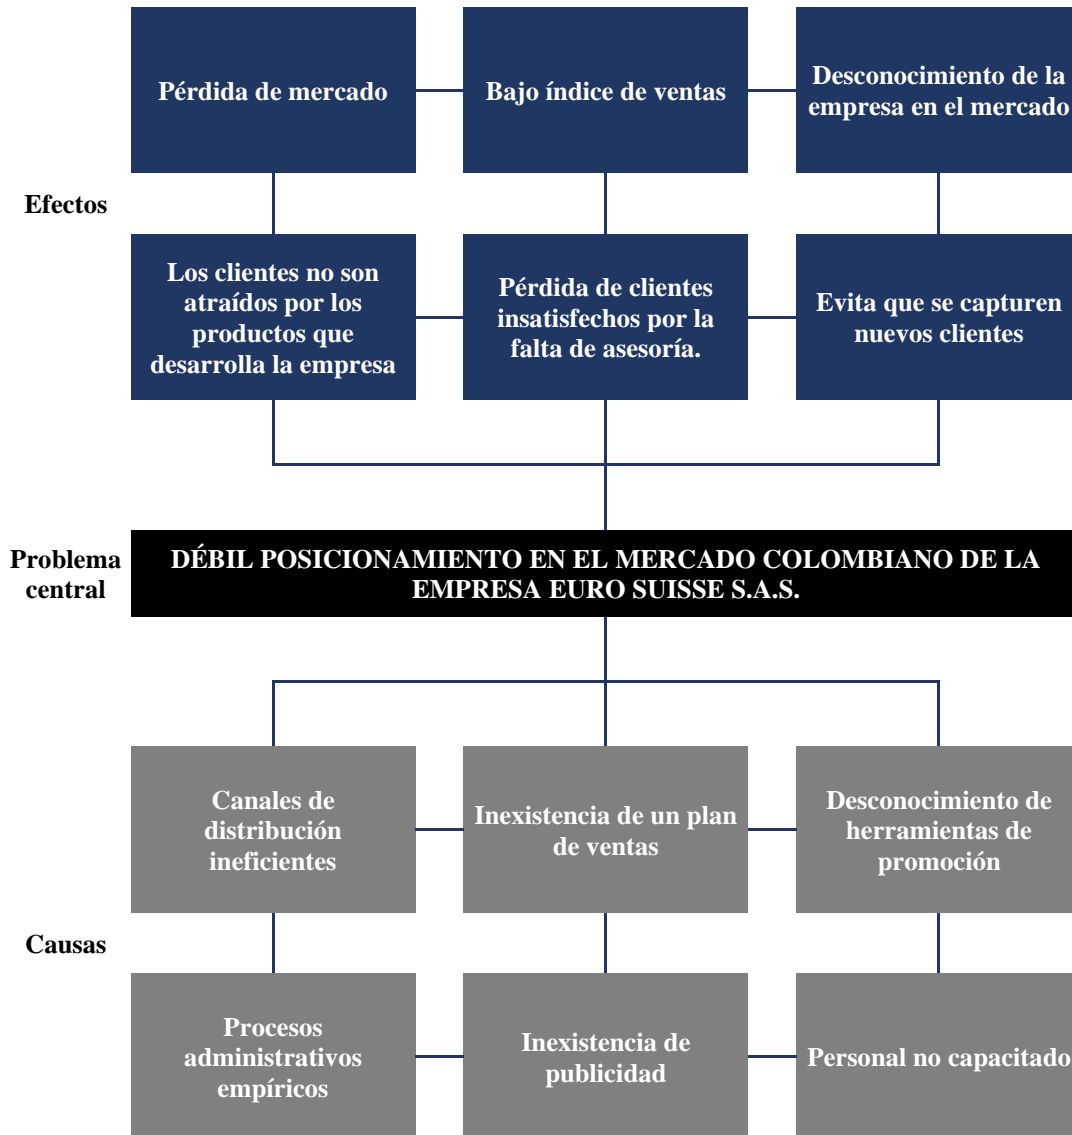 Pérdida de mercado
Bajo índice de ventas
Desconocimiento de la
empresa en el mercado
Efectos
Los clientes no son
atraídos por los
productos que
desarrolla la empresa
Pérdida de clientes
insatisfechos por la
falta de asesoría.
Evita que se capturen
nuevos clientes
Problema
central
DÉBIL POSICIONAMIENTO EN EL MERCADO COLOMBIANO DE LA
EMPRESA EURO SUISSE S.A.S.
Canales de
distribución
ineficientes
Inexistencia de un plan
de ventas
Desconocimiento de
herramientas de
promoción
Causas
Procesos
administrativos
empíricos
Inexistencia de
publicidad
Personal no capacitado